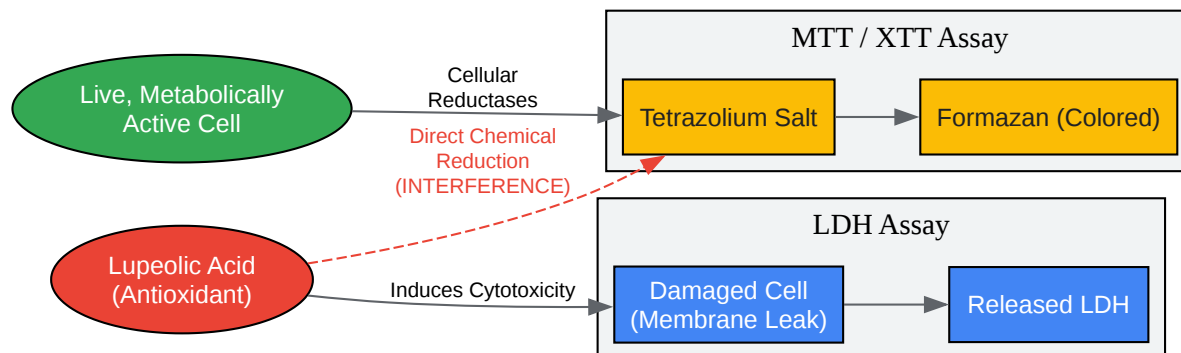 MTT / XTT Assay
Live, Metabolically
Active Cell
Cellular
Reductases
Tetrazolium Salt
Formazan (Colored)
Direct Chemical
Reduction
(INTERFERENCE)
LDH Assay
Lupeolic Acid
(Antioxidant)
Induces Cytotoxicity
Damaged Cell
(Membrane Leak)
Released LDH